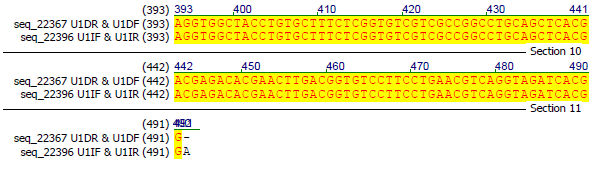 (393) 393 400 410 420 430 441
seq_22367 U1DR & U1DF (393) AGGTGGCTACCTGTGCTTTCTCGGTGTCGTCGCCGGCCTGCAGCTCACG
seq_22396 U1IF & U1IR (393) AGGTGGCTACCTGTGCTTTCTCGGTGTCGTCGCCGGCCTGCAGCTCACG
Section 10
(442) 442 450 460 470 480 490
seq_22367 U1DR & U1DF (442) ACGAGACACGAACTTGACGGTGTCCTTCCTGAACGTCAGGTAGATCACG
seq_22396 U1IF & U1IR (442) ACGAGACACGAACTTGACGGTGTCCTTCCTGAACGTCAGGTAGATCACG
Section 11
(491)
seq_22367 U1DR & U1DF (491) G-
seq_22396 U1IF & U1IR (491) GA